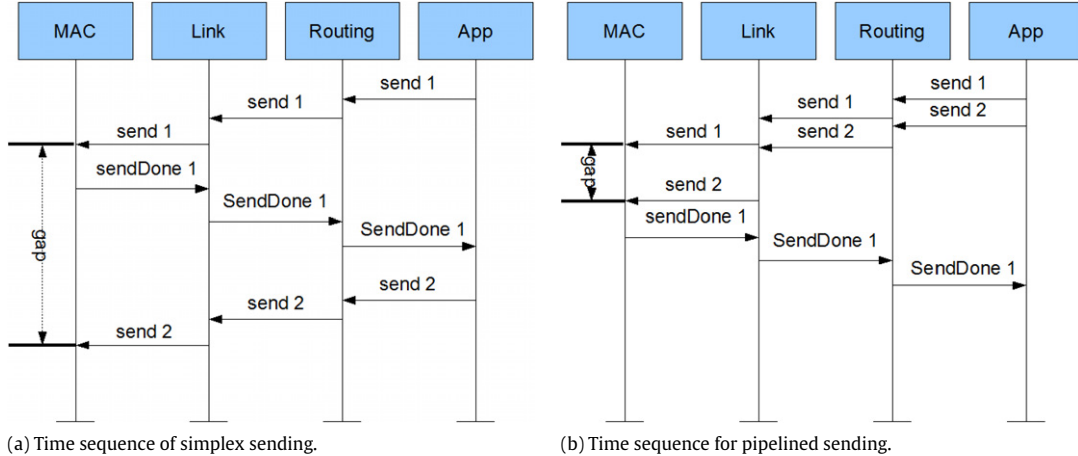 MAC
Link
Routing
App
send 1
send 1
send 1
sendDone 1
SendDone 1
SendDone 1
gap
send 2
send 2
send 2
(a) Time sequence of simplex sending.
MAC
Link
Routing
App
send 1
send 1
send 2
send 1
send 2
gap
send 2
sendDone 1
SendDone 1
SendDone 1
(b) Time sequence for pipelined sending.